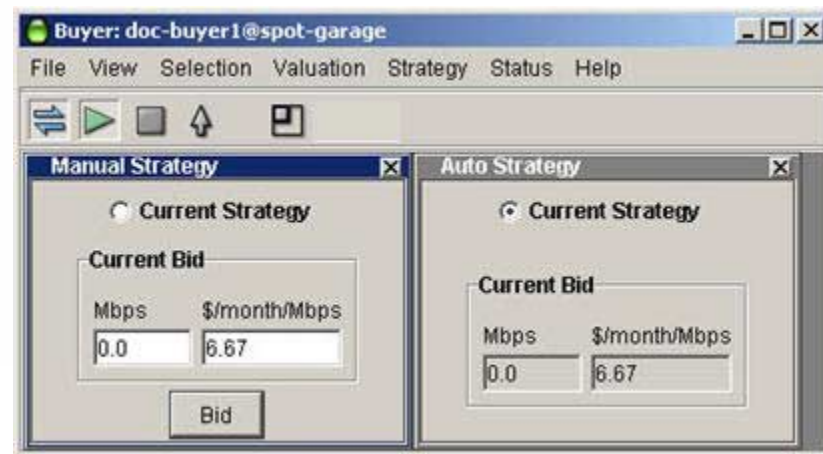 Buyer: doc-buyer1@spot-garage
File View Selection Valuation Strategy Status Help
Manual Strategy
Current Strategy
Current Bid
Mbps $/month/Mbps
0.0 6.67
Bid
Auto Strategy
Current Strategy
Current Bid
Mbps $/month/Mbps
0.0 6.67